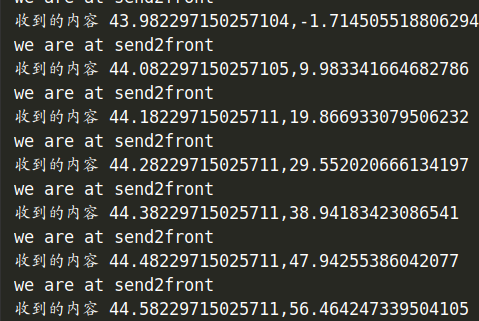 we are at send2front
收到的内容 43.982297150257104,-1.714505518806294
we are at send2front
收到的内容 44.082297150257105,9.983341664682786
we are at send2front
收到的内容 44.18229715025711,19.866933079506232
we are at send2front
收到的内容 44.28229715025711,29.552020666134197
we are at send2front
收到的内容 44.38229715025711,38.94183423086541
we are at send2front
收到的内容 44.48229715025711,47.94255386042077
we are at send2front
收到的内容 44.58229715025711,56.464247339504105